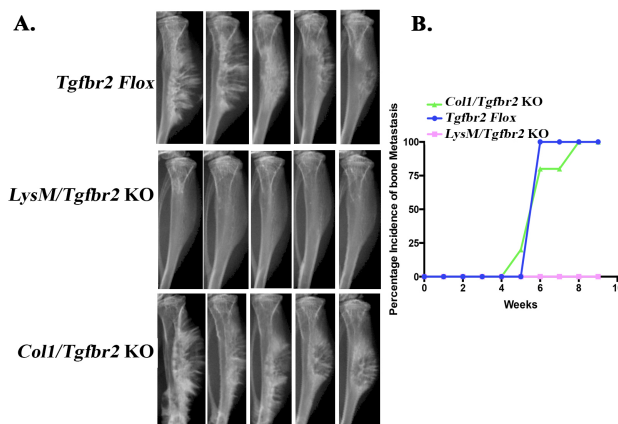 A.
Tgfbr2 Flox
LysM/Tgfbr2 KO
Col1/Tgfbr2 KO
B.
Col1/Tgfbr2 KO
Tgfbr2 Flox
LysM/Tgfbr2 KO
Percentage Incidence of bone Metastasis
100
75
50
25
0
0 2 4 6 8 10
Weeks